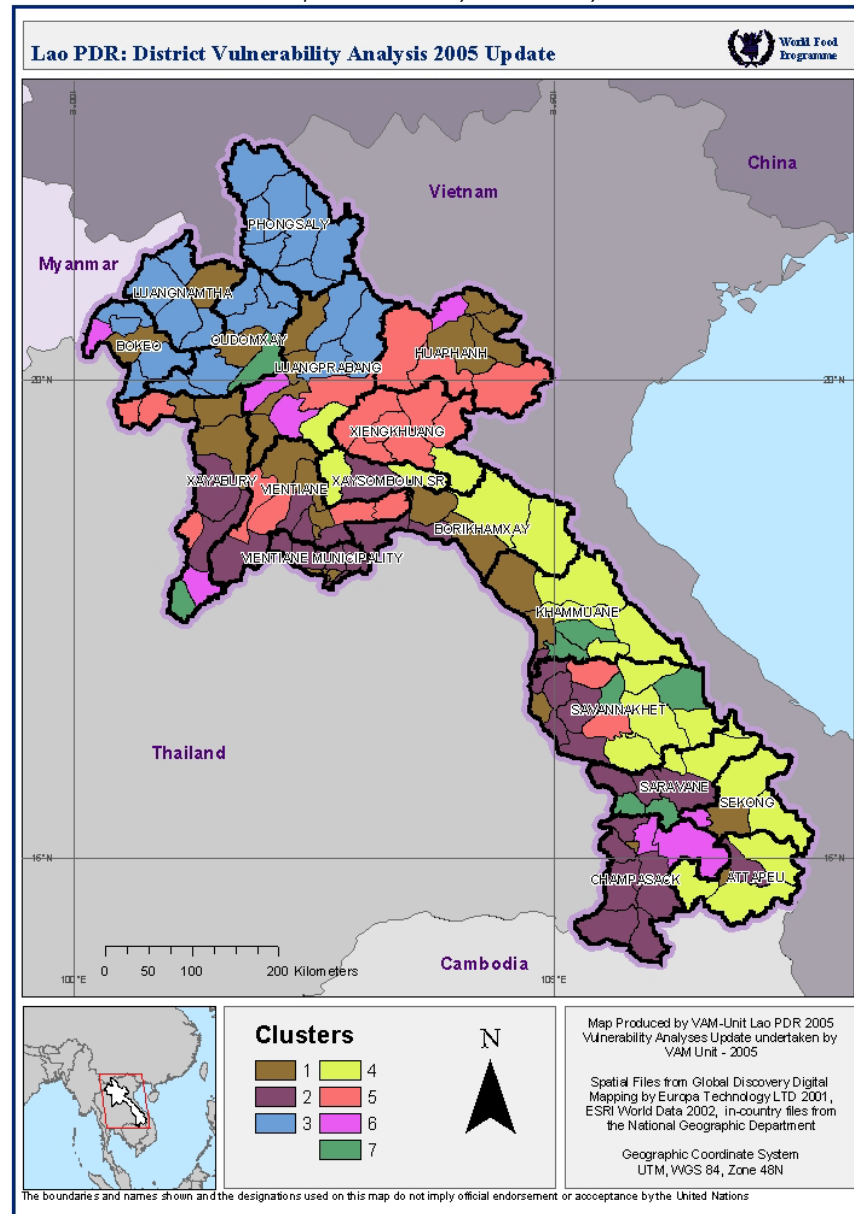 Lao PDR: District Vulnerability Analysis 2005 Update
World Food
Programme
100°E
105°E
China
Vietnam
PHONGSALY
Myanmar
LUANGNAMTHA
BOKEO
OUDOMXAY
LUANGPRABANG
HUAPHANH
20°N
20°N
XIENGKHUANG
XAYABURY
VIENTIANE
XAYSOMBOUN SR
BORIKHAMXAY
VIENTIANE MUNICIPALITY
KHAMMUANE
SAVANNAKHET
Thailand
SARAVANE
SEKONG
15°N
15°N
CHAMPASACK
ATTAPEU
0 50 100 200 Kilometers
Cambodia
100°E
105°E
Clusters
1
2
3
4
5
6
7
N
Map Produced by VAM-Unit Lao PDR 2005
Vulnerability Analyses Update undertaken by
VAM Unit - 2005
Spatial Files from Global Discovery Digital
Mapping by Europa Technology LTD 2001,
ESRI World Data 2002, in-country files from
the National Geographic Department
Geographic Coordinate System
UTM, WGS 84, Zone 48N
The boundaries and names shown and the designations used on this map do not imply official endorsement or accceptance by the United Nations